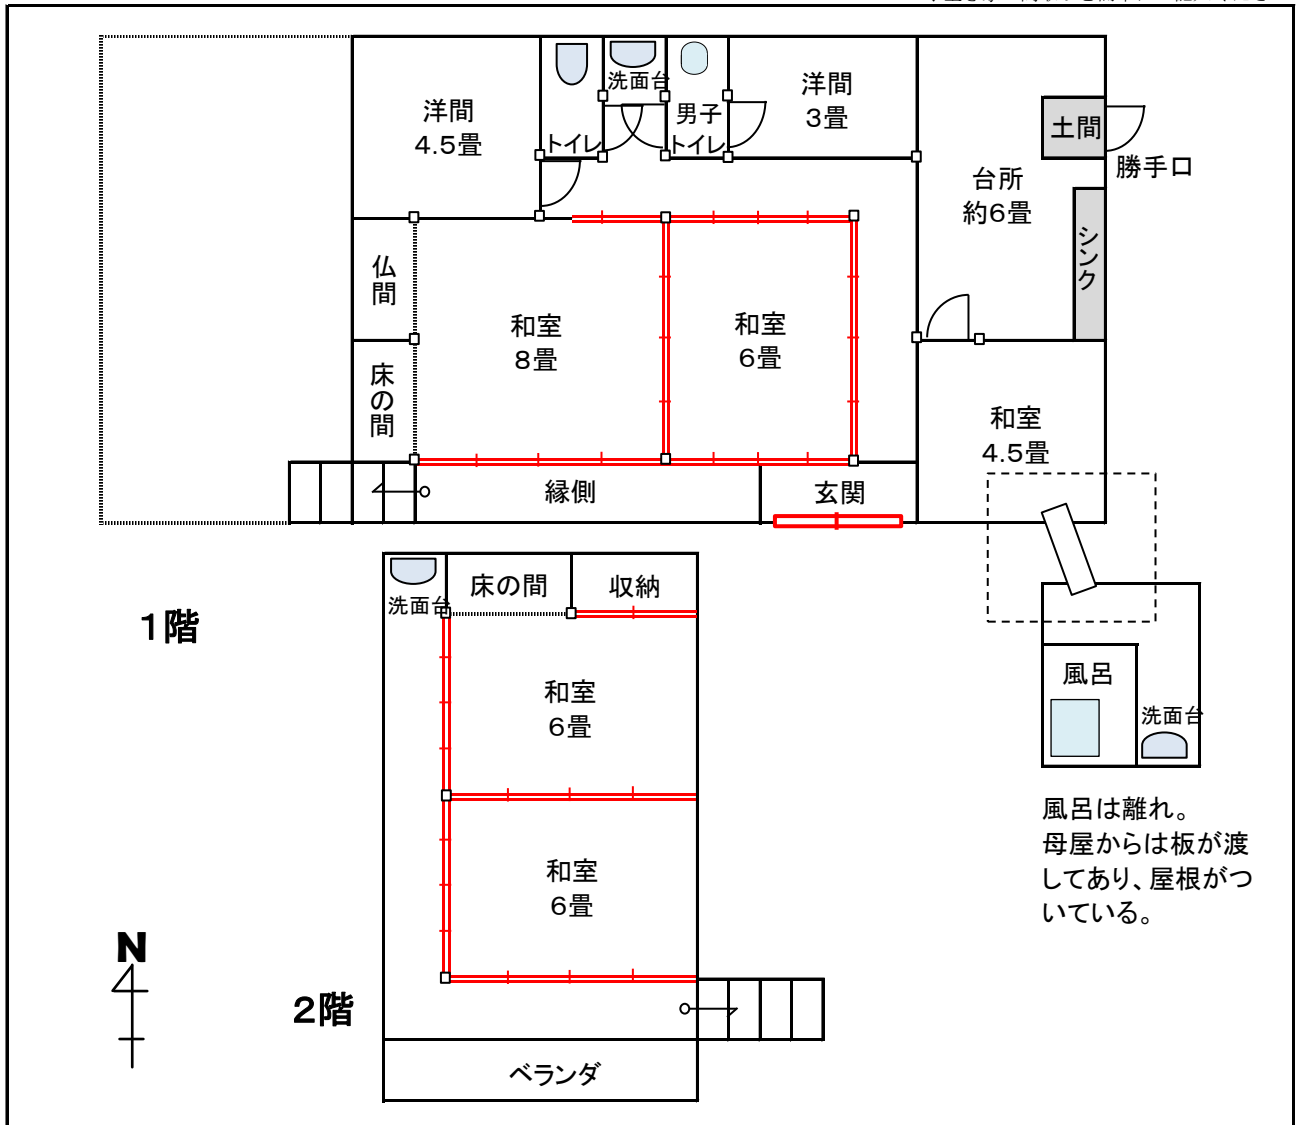 洋間
4.5畳
トイレ
洗面台
男子
トイレ
洋間
3畳
土間
勝手口
台所
約6畳
シンク
仏間
和室
8畳
和室
6畳
床の間
和室
4.5畳
縁側
玄関
1階
洗面台
床の間
収納
和室
6畳
和室
6畳
風呂
洗面台
風呂は離れ。
母屋からは板が渡
してあり、屋根がつ
いている。
N
2階
ベランダ